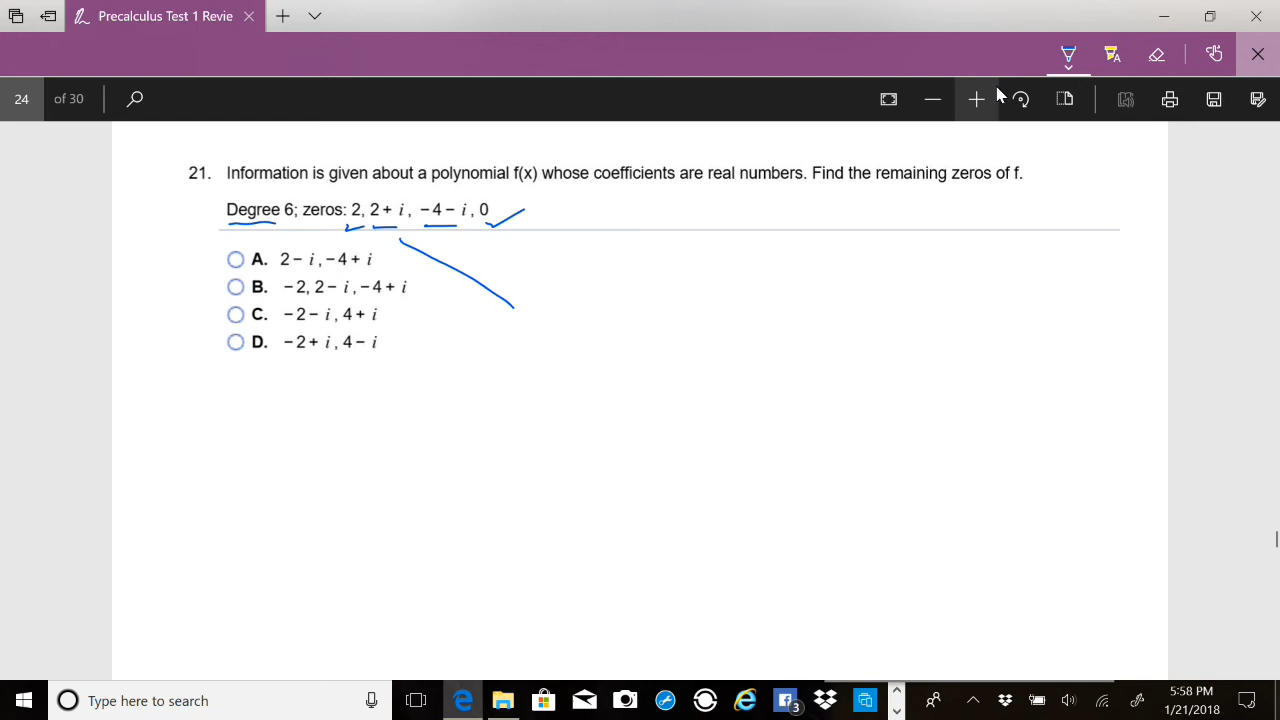 Precalculus Test 1 Revie
24 of 30
21. Information is given about a polynomial f(x) whose coefficients are real numbers. Find the remaining zeros of f.
Degree 6; zeros: 2, 2 + i, −4 − i, 0
A. 2 − i, −4 + i
B. −2, 2 − i, −4 + i
C. −2 − i, 4 + i
D. −2 + i, 4 − i
Type here to search
3
5:58 PM
1/21/2018